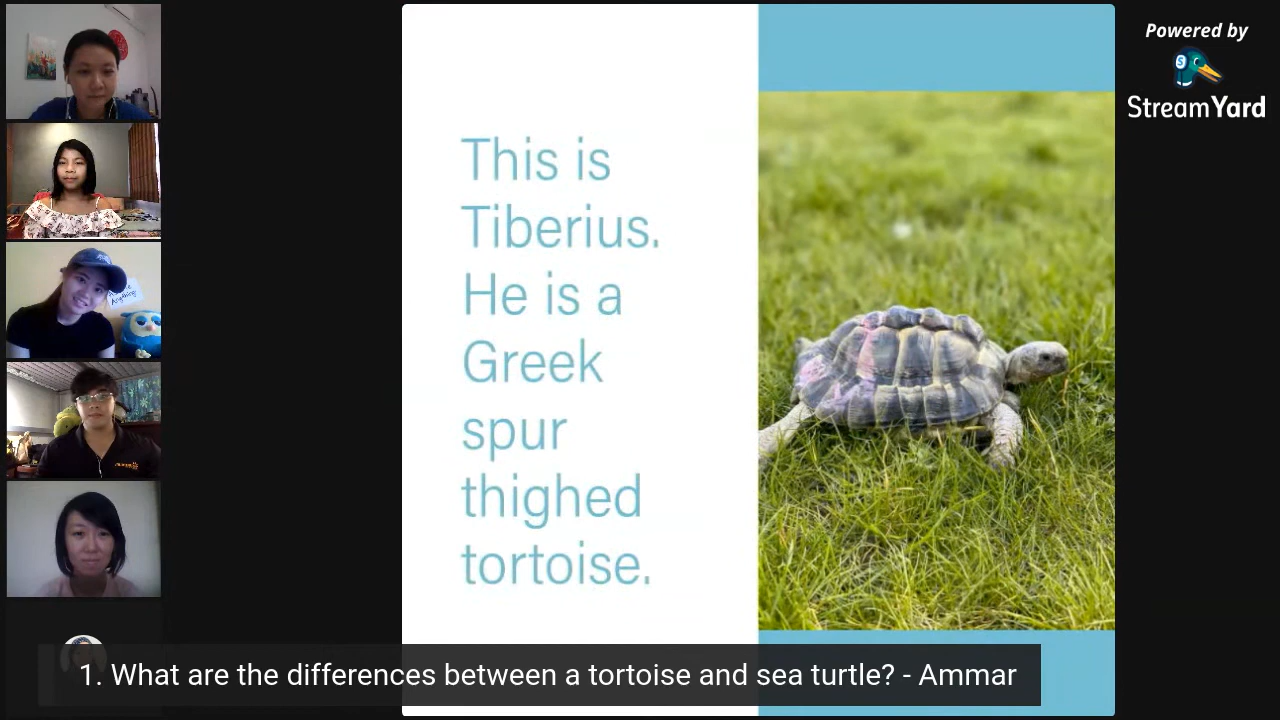 Powered by
StreamYard
This is
Tiberius.
He is a
Greek
spur
thighed
tortoise.
Anything
1. What are the differences between a tortoise and sea turtle? - Ammar